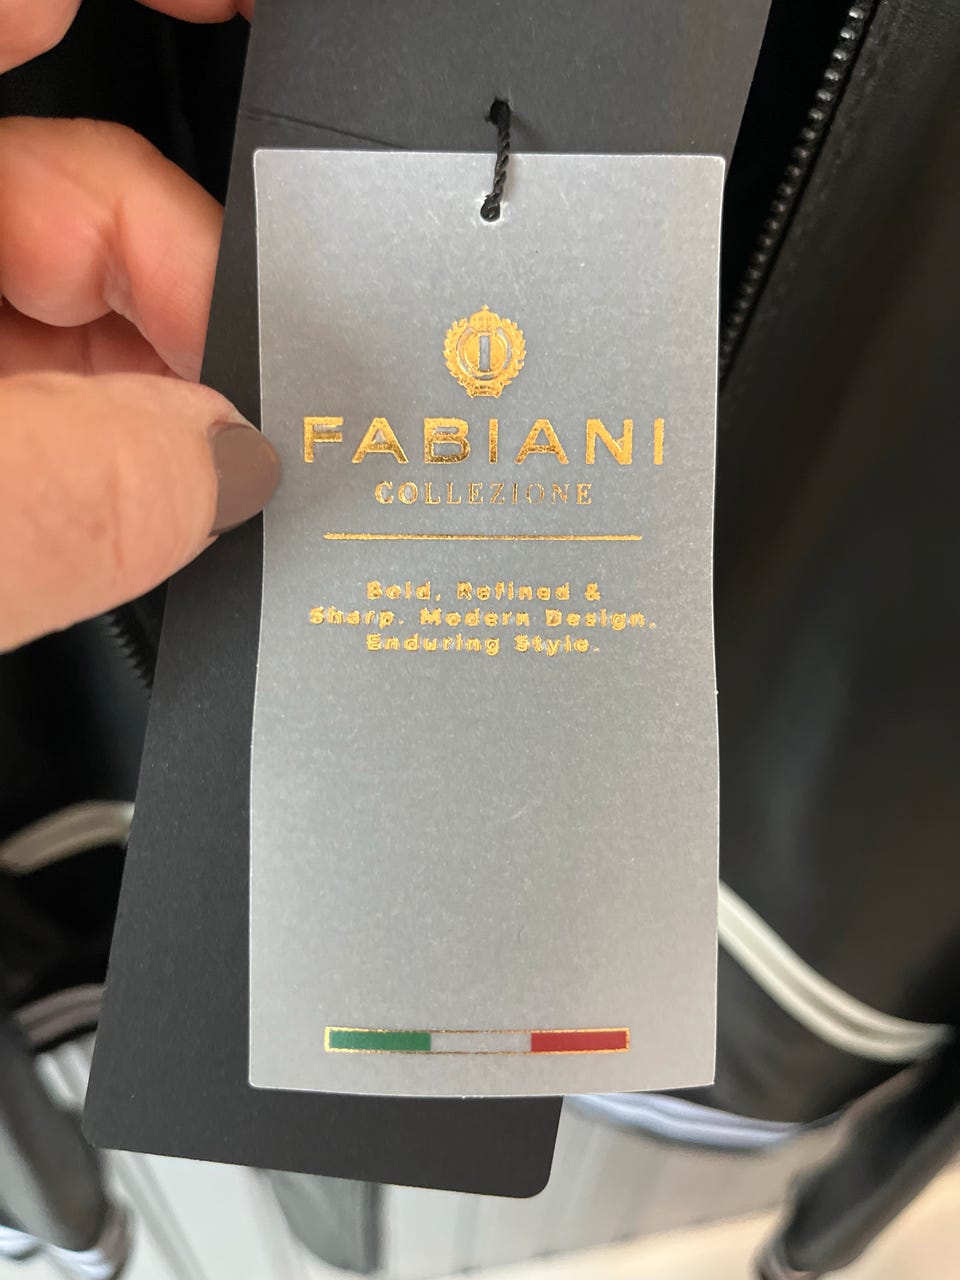 FABIANI
COLLEZIONE
Bold, Refined &
Sharp. Modern Design.
Enduring Style.